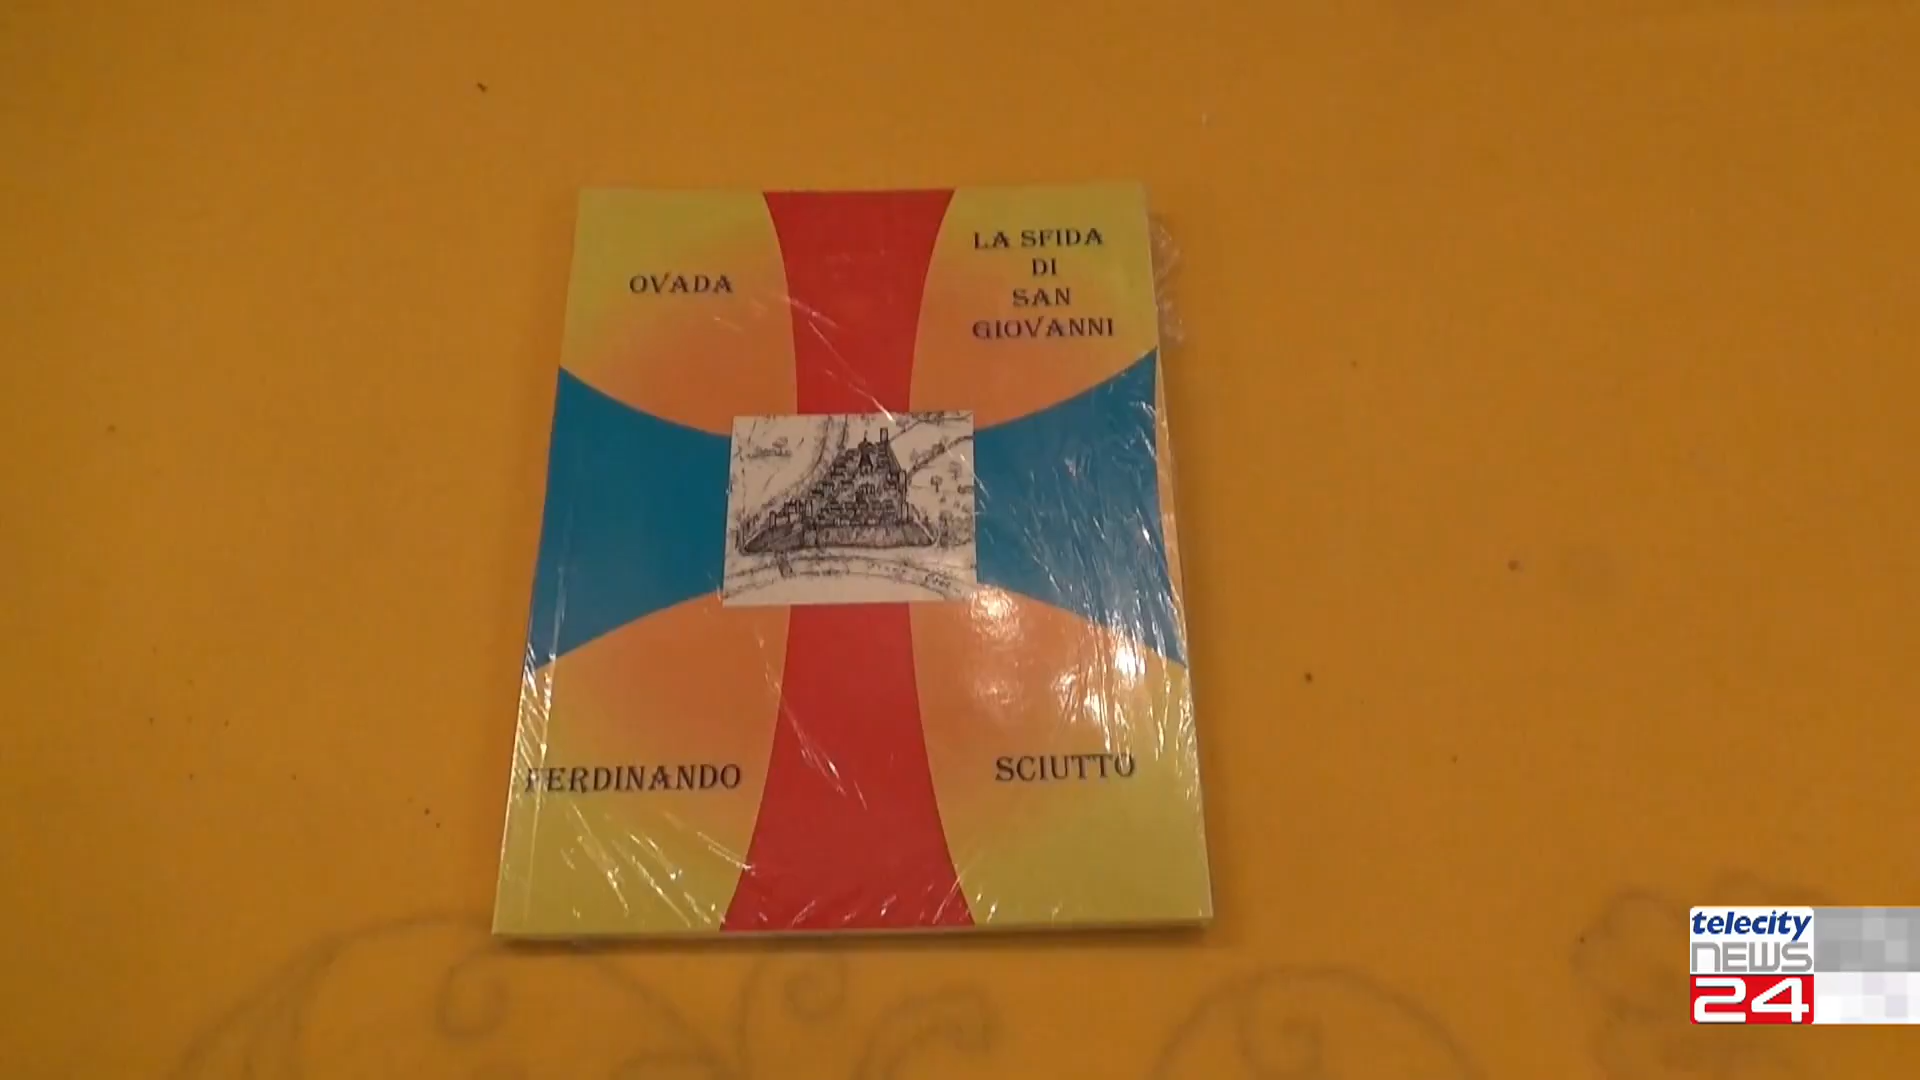 OVADA
LA SFIDA
DI
SAN
GIOVANNI
FERDINANDO
SCIUTTO
telecity
NEWS
24